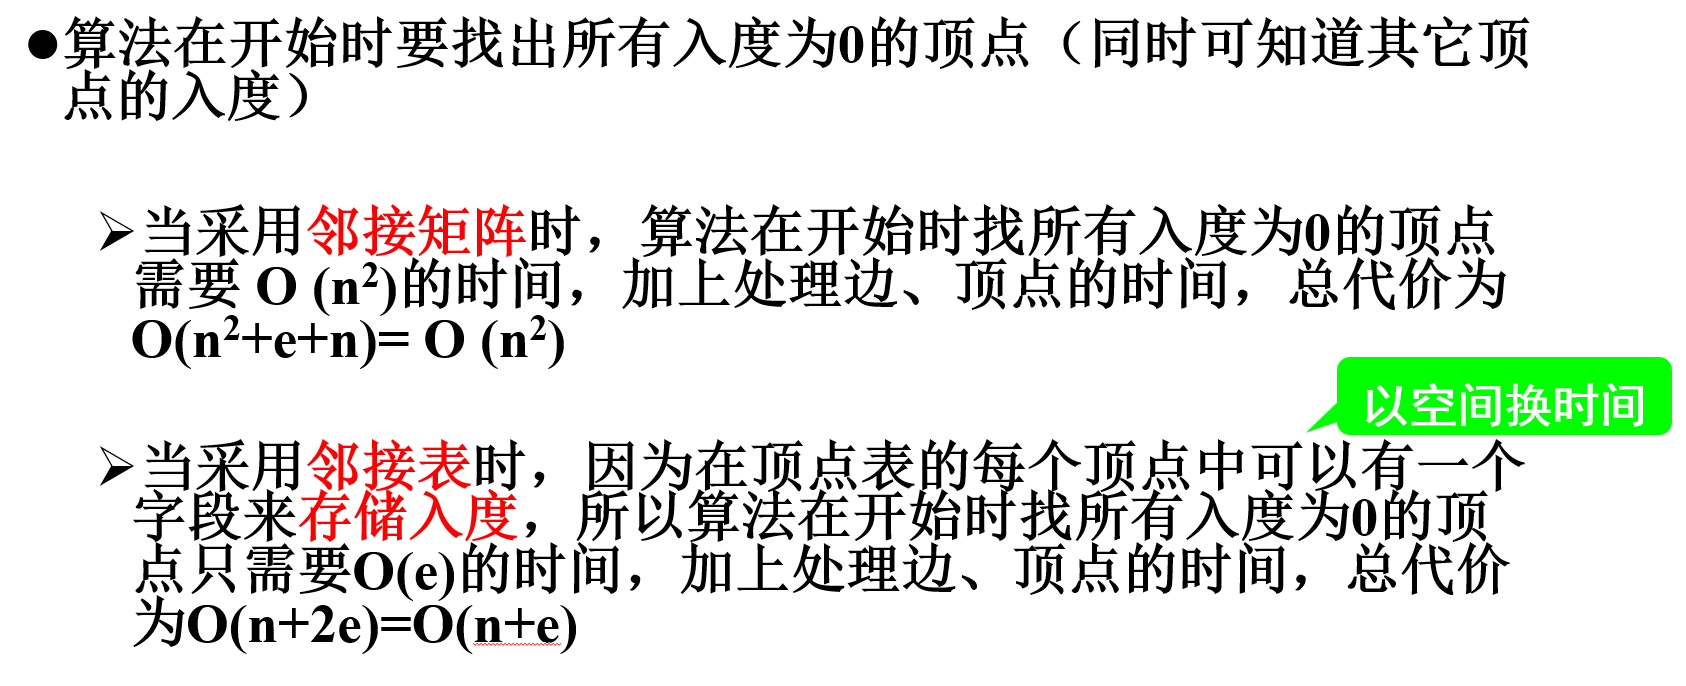 ●算法在开始时要找出所有入度为0的顶点（同时可知道其它顶
点的入度）
➢当采用邻接矩阵时，算法在开始时找所有入度为0的顶点
需要 O (n²)的时间，加上处理边、顶点的时间，总代价为
O(n²+e+n)= O (n²)
以空间换时间
➢当采用邻接表时，因为在顶点表的每个顶点中可以有一个
字段来存储入度，所以算法在开始时找所有入度为0的顶
点只需要O(e)的时间，加上处理边、顶点的时间，总代价
为O(n+2e)=O(n+e)